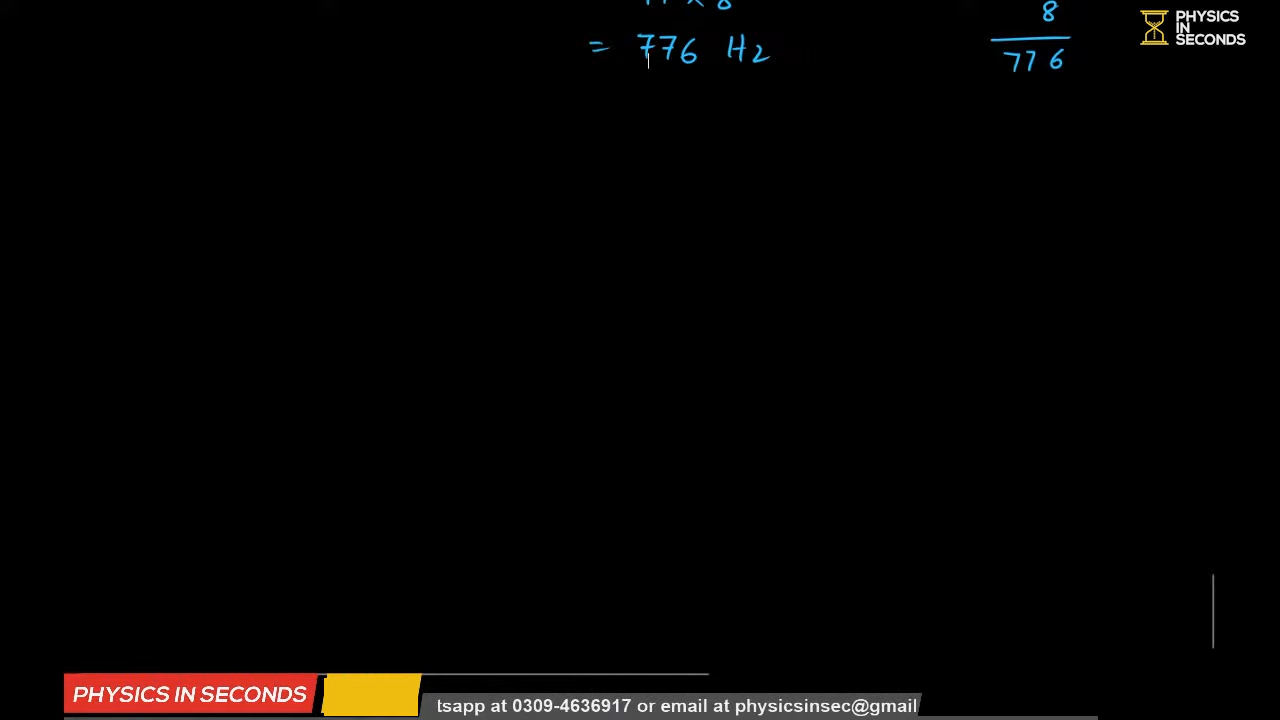 8
= 776 Hz
776
PHYSICS
IN
SECONDS
PHYSICS IN SECONDS
tsapp at 0309-4636917 or email at physicsinsec@gmail